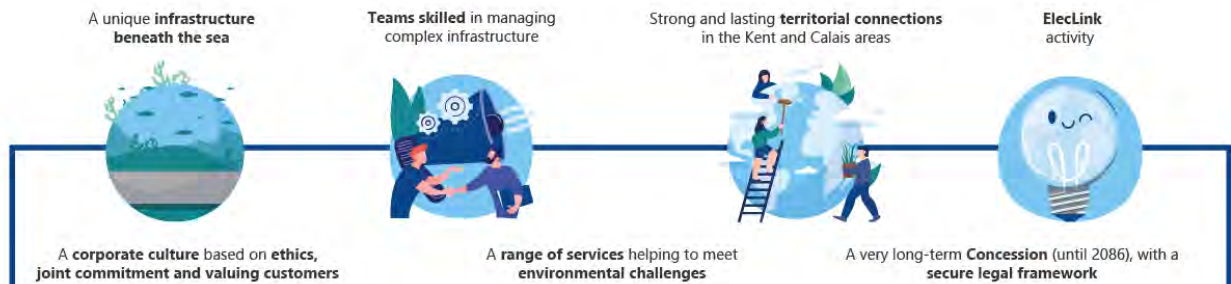 A unique infrastructure
beneath the sea
Teams skilled in managing
complex infrastructure
Strong and lasting territorial connections
in the Kent and Calais areas
ElecLink
activity
A corporate culture based on ethics,
joint commitment and valuing customers
A range of services helping to meet
environmental challenges
A very long-term Concession (until 2086), with a
secure legal framework